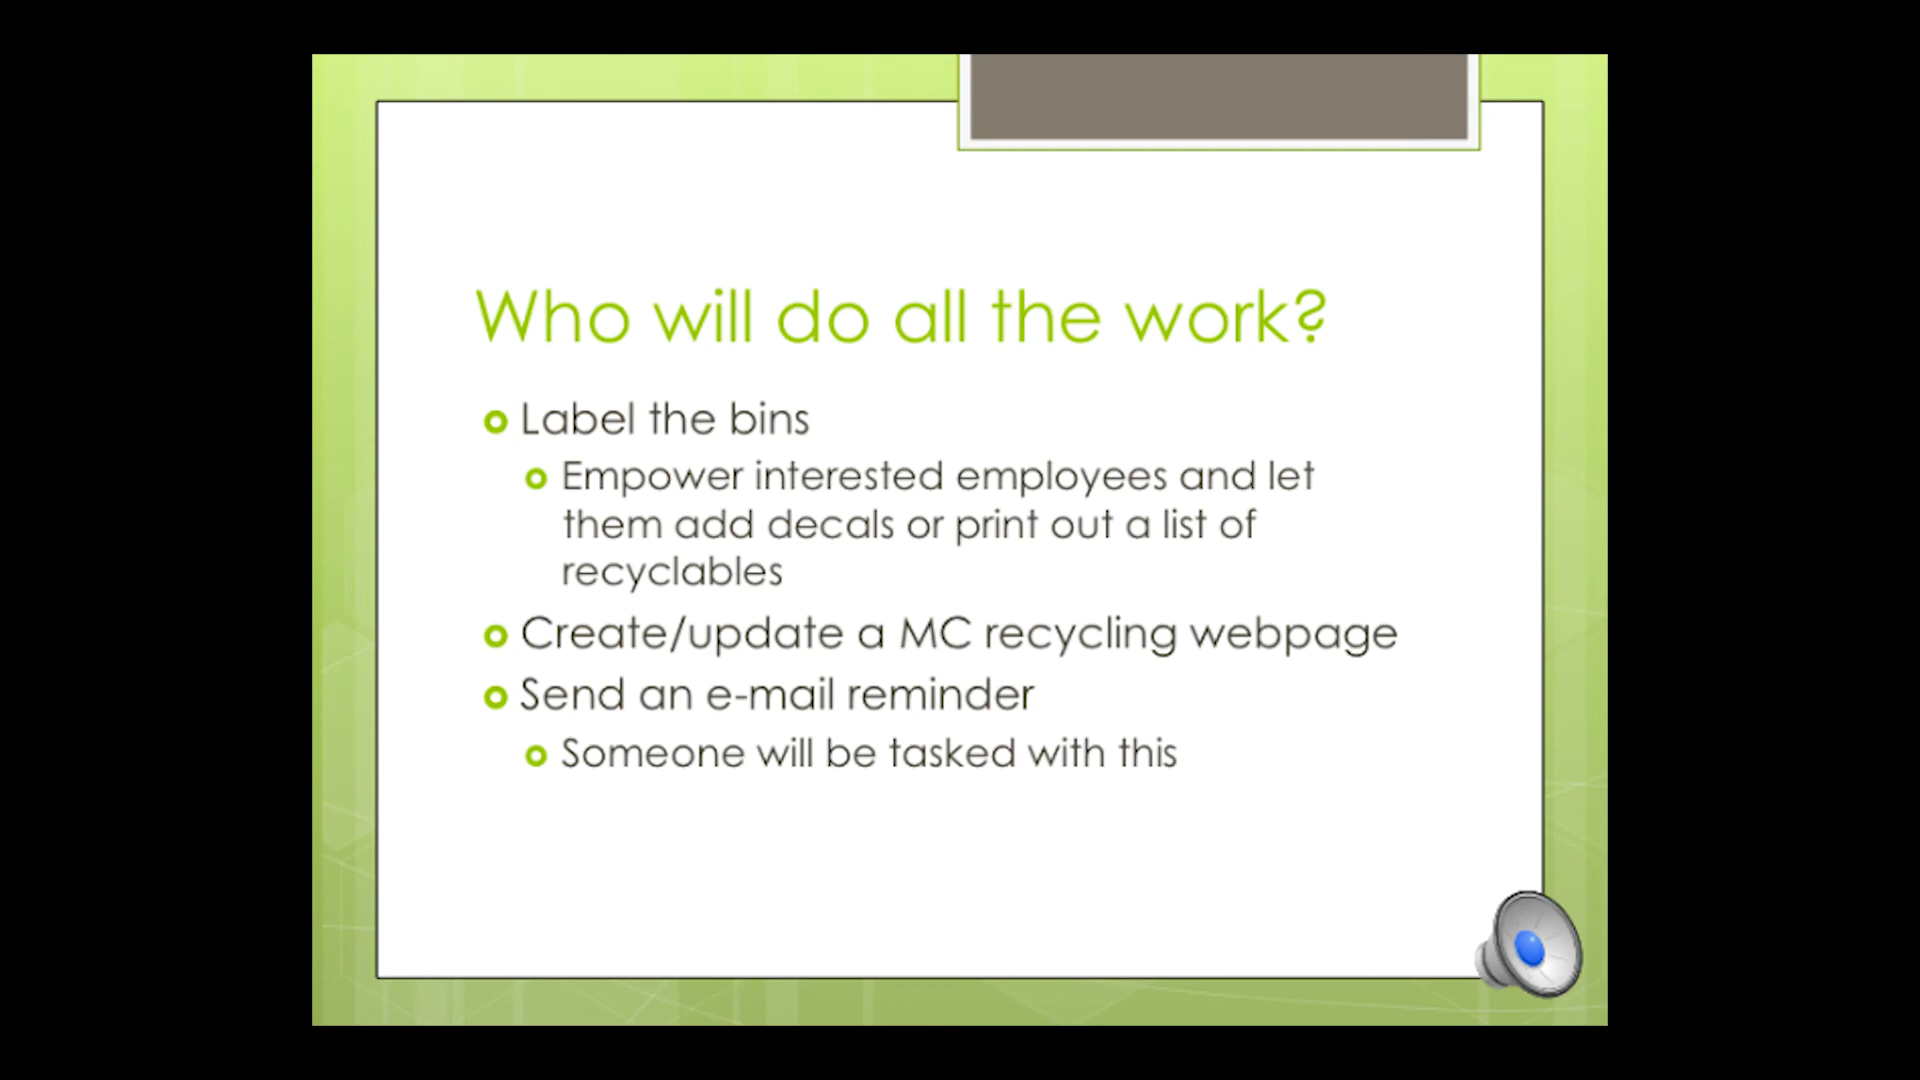 Who will do all the work?
Label the bins
Empower interested employees and let
them add decals or print out a list of
recyclables
Create/update a MC recycling webpage
Send an e-mail reminder
Someone will be tasked with this